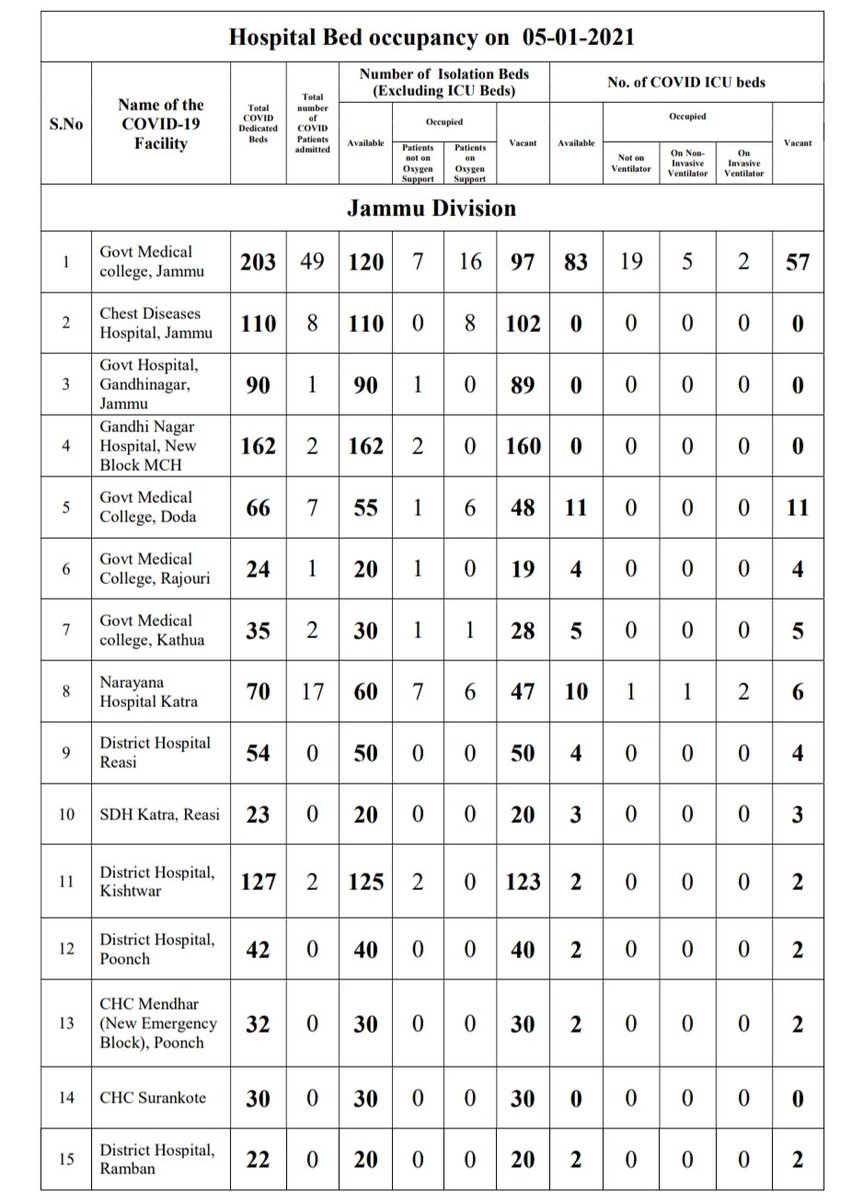 Hospital Bed occupancy on 05-01-2021
S.No
Name of the
COVID-19
Facility
Total
COVID
Dedicated
Beds
Total
number
of
COVID
Patients
admitted
Number of Isolation Beds
(Excluding ICU Beds)
No. of COVID ICU beds
Available
Occupied
Patients
not on
Oxygen
Support
Patients
on
Oxygen
Support
Vacant
Available
Occupied
Not on
Ventilator
On Non-
Invasive
Ventilator
On
Invasive
Ventilator
Vacant
Jammu Division
1 Govt Medical
college, Jammu 203 49 120 7 16 97 83 19 5 2 57
2 Chest Diseases
Hospital, Jammu 110 8 110 0 8 102 0 0 0 0 0
3 Govt Hospital,
Gandhinagar,
Jammu 90 1 90 1 0 89 0 0 0 0 0
4 Gandhi Nagar
Hospital, New
Block MCH 162 2 162 2 0 160 0 0 0 0 0
5 Govt Medical
College, Doda 66 7 55 1 6 48 11 0 0 0 11
6 Govt Medical
College, Rajouri 24 1 20 1 0 19 4 0 0 0 4
7 Govt Medical
college, Kathua 35 2 30 1 1 28 5 0 0 0 5
8 Narayana
Hospital Katra 70 17 60 7 6 47 10 1 1 2 6
9 District Hospital
Reasi 54 0 50 0 0 50 4 0 0 0 4
10 SDH Katra, Reasi 23 0 20 0 0 20 3 0 0 0 3
11 District Hospital,
Kishtwar 127 2 125 2 0 123 2 0 0 0 2
12 District Hospital,
Poonch 42 0 40 0 0 40 2 0 0 0 2
13 CHC Mendhar
(New Emergency
Block), Poonch 32 0 30 0 0 30 2 0 0 0 2
14 CHC Surankote 30 0 30 0 0 30 0 0 0 0 0
15 District Hospital,
Ramban 22 0 20 0 0 20 2 0 0 0 2